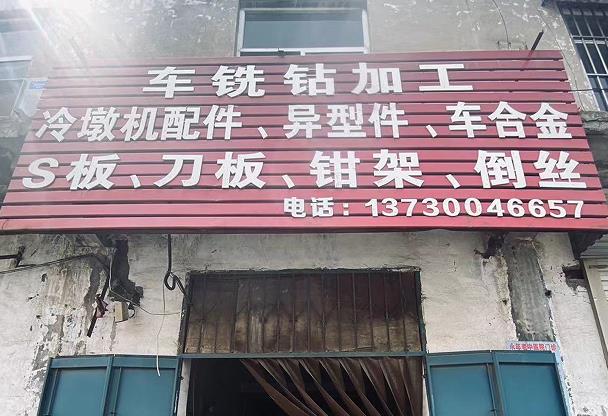 车铣钻加工
冷墩机配件、异型件、车合金
S板、刀板、钳架、倒丝
电话：13730046657